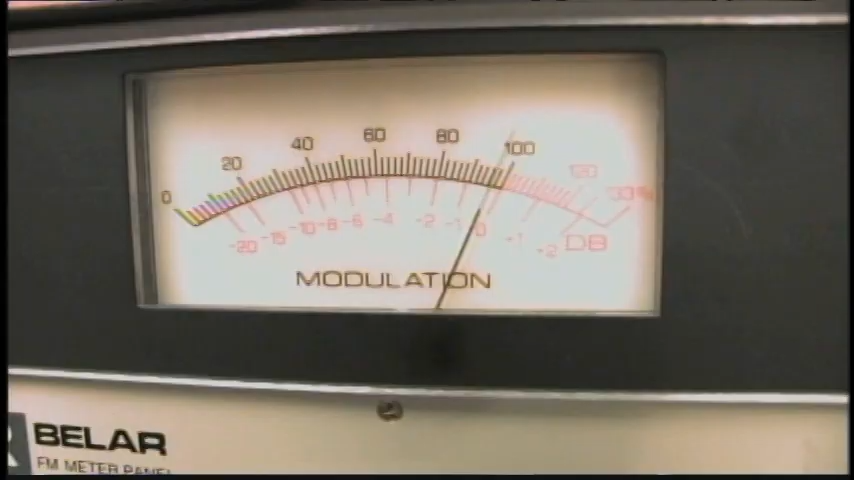 0 20 40 60 80 100 120 130%
-20 -15 -10 -8 -6 -4 -2 -1 0 -1 -2 DB
MODULATION
BELAR
FM METER PANEL